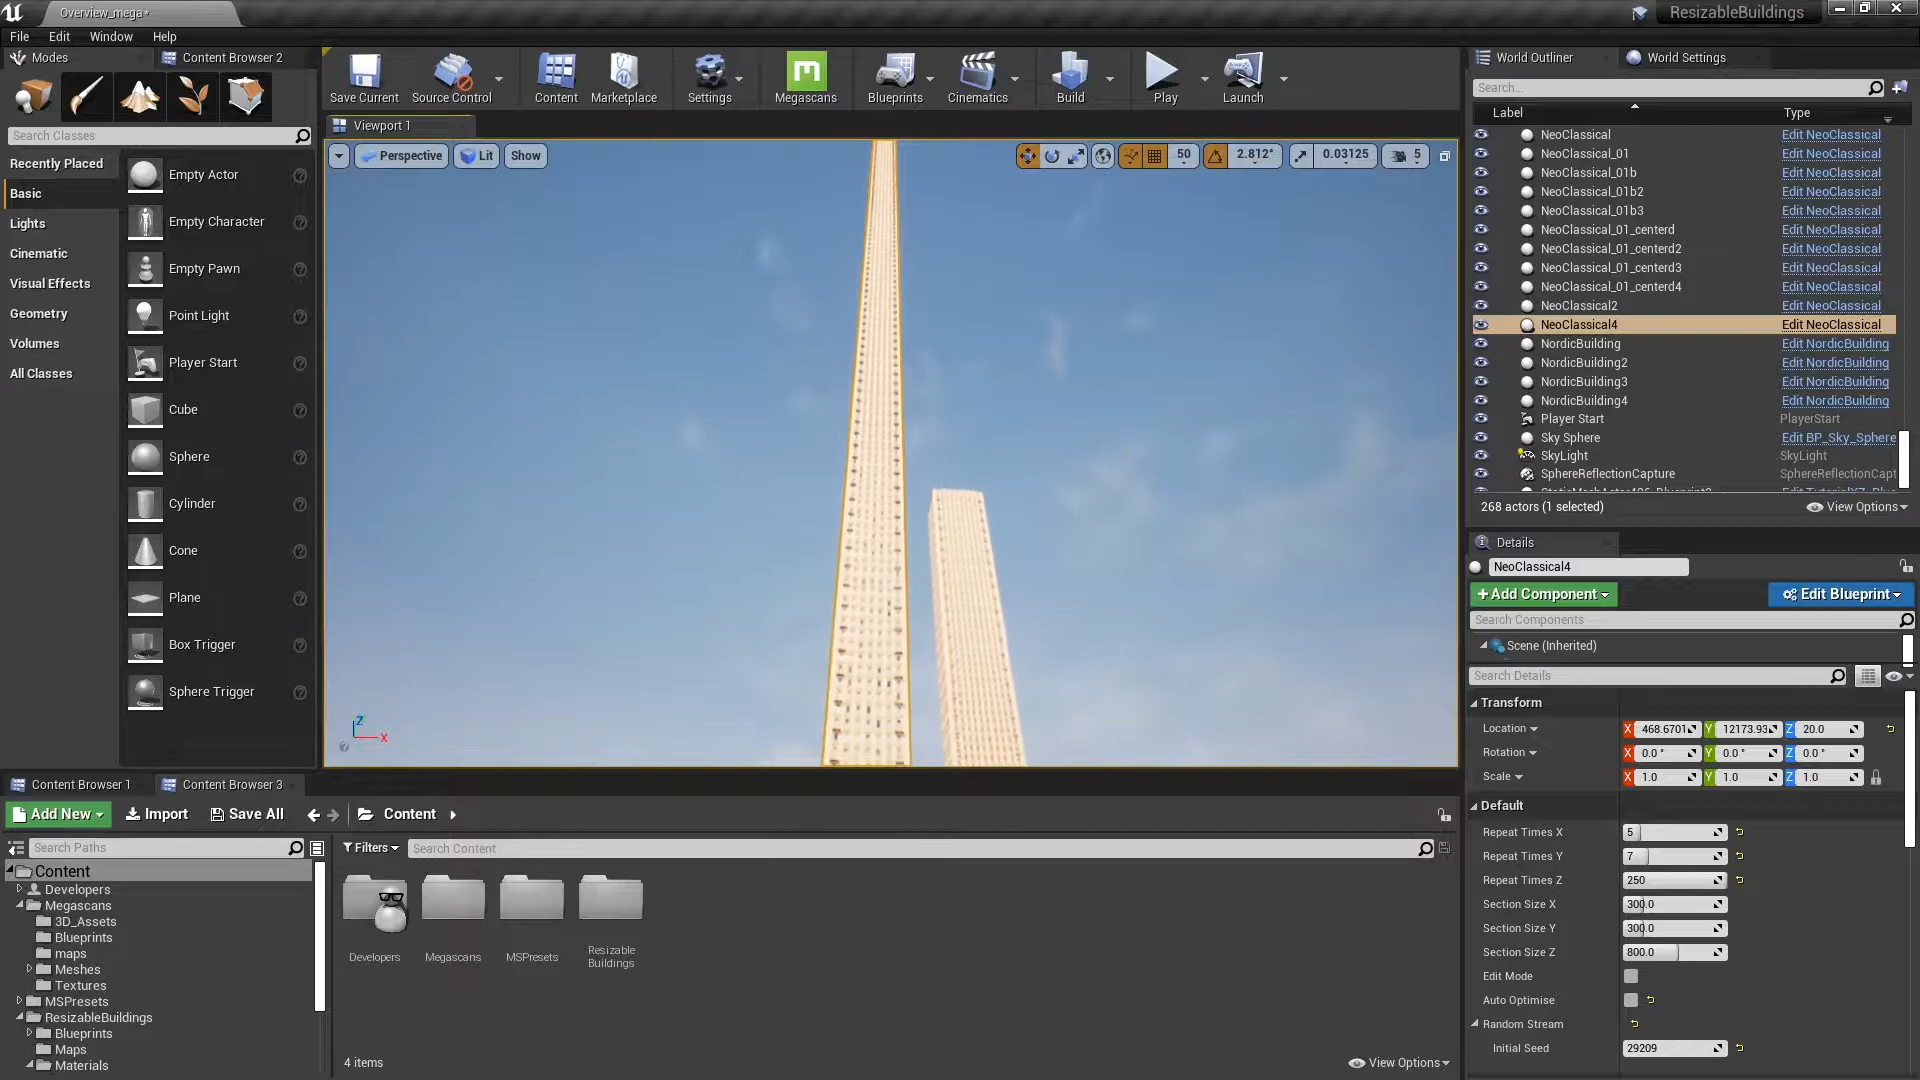 Overview_mega*
ResizableBuildings
File Edit Window Help
Modes
Content Browser 2
Search Classes
Recently Placed
Basic
Lights
Cinematic
Visual Effects
Geometry
Volumes
All Classes
Empty Actor
Empty Character
Empty Pawn
Point Light
Player Start
Cube
Sphere
Cylinder
Cone
Plane
Box Trigger
Sphere Trigger
Save Current
Source Control
Content
Marketplace
Settings
Megascans
Blueprints
Cinematics
Build
Play
Launch
Viewport 1
Perspective Lit Show
50 2.812° 0.03125 5
Z
X
World Outliner
World Settings
Search...
Label Type
NeoClassical Edit NeoClassical
NeoClassical_01 Edit NeoClassical
NeoClassical_01b Edit NeoClassical
NeoClassical_01b2 Edit NeoClassical
NeoClassical_01b3 Edit NeoClassical
NeoClassical_01_centerd Edit NeoClassical
NeoClassical_01_centerd2 Edit NeoClassical
NeoClassical_01_centerd3 Edit NeoClassical
NeoClassical_01_centerd4 Edit NeoClassical
NeoClassical2 Edit NeoClassical
NeoClassical4 Edit NeoClassical
NordicBuilding Edit NordicBuilding
NordicBuilding2 Edit NordicBuilding
NordicBuilding3 Edit NordicBuilding
NordicBuilding4 Edit NordicBuilding
Player Start PlayerStart
Sky Sphere Edit BP_Sky_Sphere
SkyLight SkyLight
SphereReflectionCapture SphereReflectionCapt
268 actors (1 selected)
View Options
Details
NeoClassical4
+Add Component
Edit Blueprint
Search Components
Scene (Inherited)
Search Details
Transform
Location X 468.6701 Y 12173.93 Z 20.0
Rotation X 0.0 ° Y 0.0 ° Z 0.0 °
Scale X 1.0 Y 1.0 Z 1.0
Default
Repeat Times X 5
Repeat Times Y 7
Repeat Times Z 250
Section Size X 300.0
Section Size Y 300.0
Section Size Z 800.0
Edit Mode
Auto Optimise
Random Stream
Initial Seed 29209
Content Browser 1
Content Browser 3
Add New
Import
Save All
Content
Search Paths
Filters
Search Content
Content
Developers
Megascans
3D_Assets
Blueprints
maps
Meshes
Textures
MSPresets
ResizableBuildings
Blueprints
Maps
Materials
Developers
Megascans
MSPresets
Resizable
Buildings
4 items
View Options